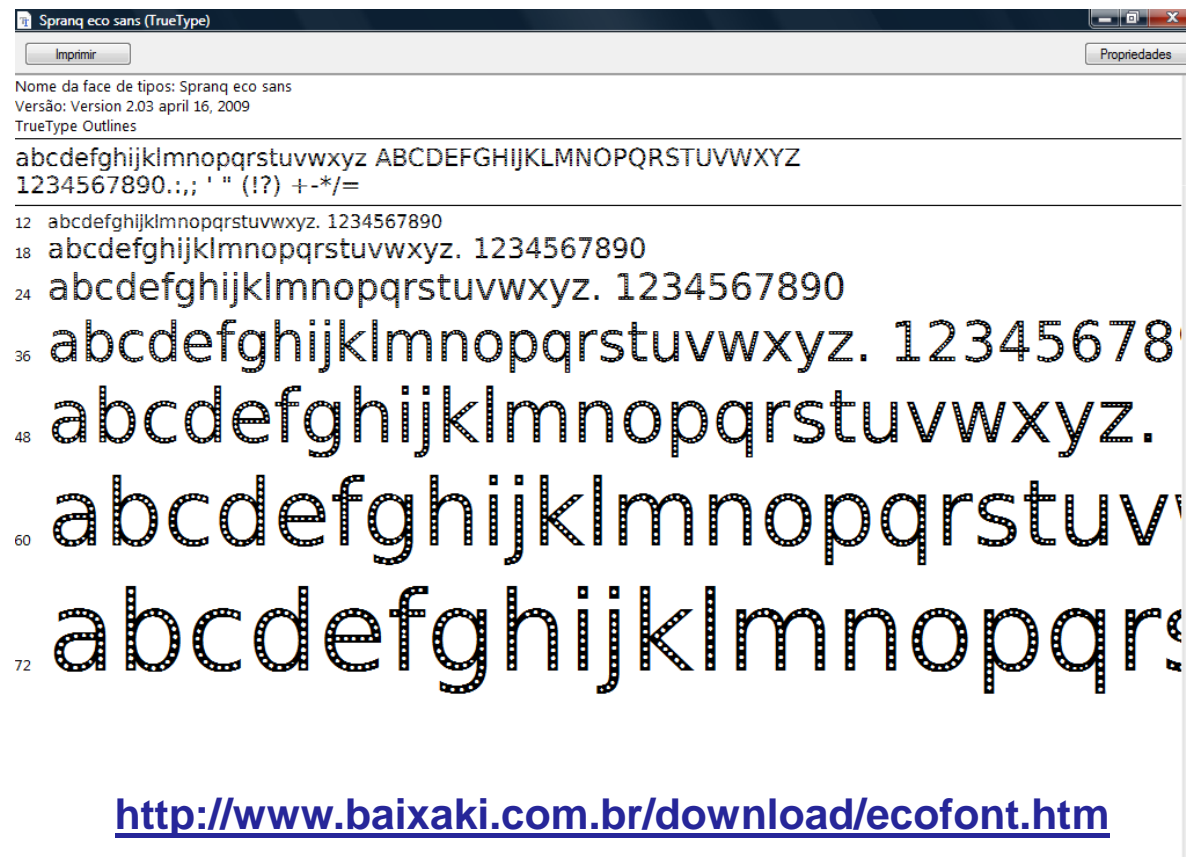 Spranq eco sans (TrueType)
Imprimir Propriedades
Nome da face de tipos: Spranq eco sans
Versão: Version 2.03 april 16, 2009
TrueType Outlines
abcdefghijklmnopqrstuvwxyz ABCDEFGHIJKLMNOPQRSTUVWXYZ
1234567890.:,; ' " (!?) +-*/=
12 abcdefghijklmnopqrstuvwxyz. 1234567890
18 abcdefghijklmnopqrstuvwxyz. 1234567890
24 abcdefghijklmnopqrstuvwxyz. 1234567890
36 abcdefghijklmnopqrstuvwxyz. 12345678
48 abcdefghijklmnopqrstuvwxyz.
60 abcdefghijklmnopqrstuv
72 abcdefghijklmnopqr
http://www.baixaki.com.br/download/ecofont.htm